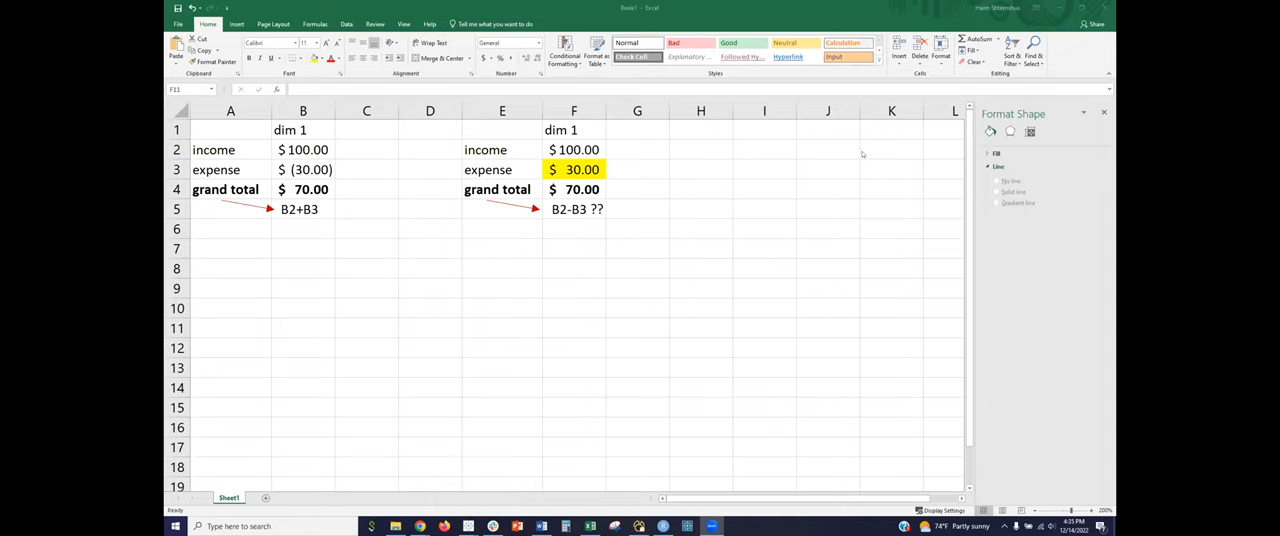 Book1 - Excel
Haim Shtemshus
File Home Insert Page Layout Formulas Data Review View Help Tell me what you want to do
Share
Cut
Copy
Format Painter
Paste
Clipboard
Calibri 11
B I U
Font
Wrap Text
Merge & Center
Alignment
General
$ %
Number
Conditional Formatting
Format as Table
Normal Bad Good Neutral Calculation
Check Cell Explanatory ... Followed Hy... Hyperlink Input
Styles
Insert Delete Format
Cells
AutoSum
Fill
Clear
Sort & Filter
Find & Select
Editing
F11
A B C D E F G H I J K L
1 dim 1 dim 1
2 income $ 100.00 income $ 100.00
3 expense $ (30.00) expense $ 30.00
4 grand total $ 70.00 grand total $ 70.00
5 B2+B3 B2-B3 ??
6
7
8
9
10
11
12
13
14
15
16
17
18
19
Format Shape
Fill
Line
No line
Solid line
Gradient line
Sheet1
Ready
Display Settings
200%
Type here to search
74°F Partly sunny
4:35 PM
12/14/2022